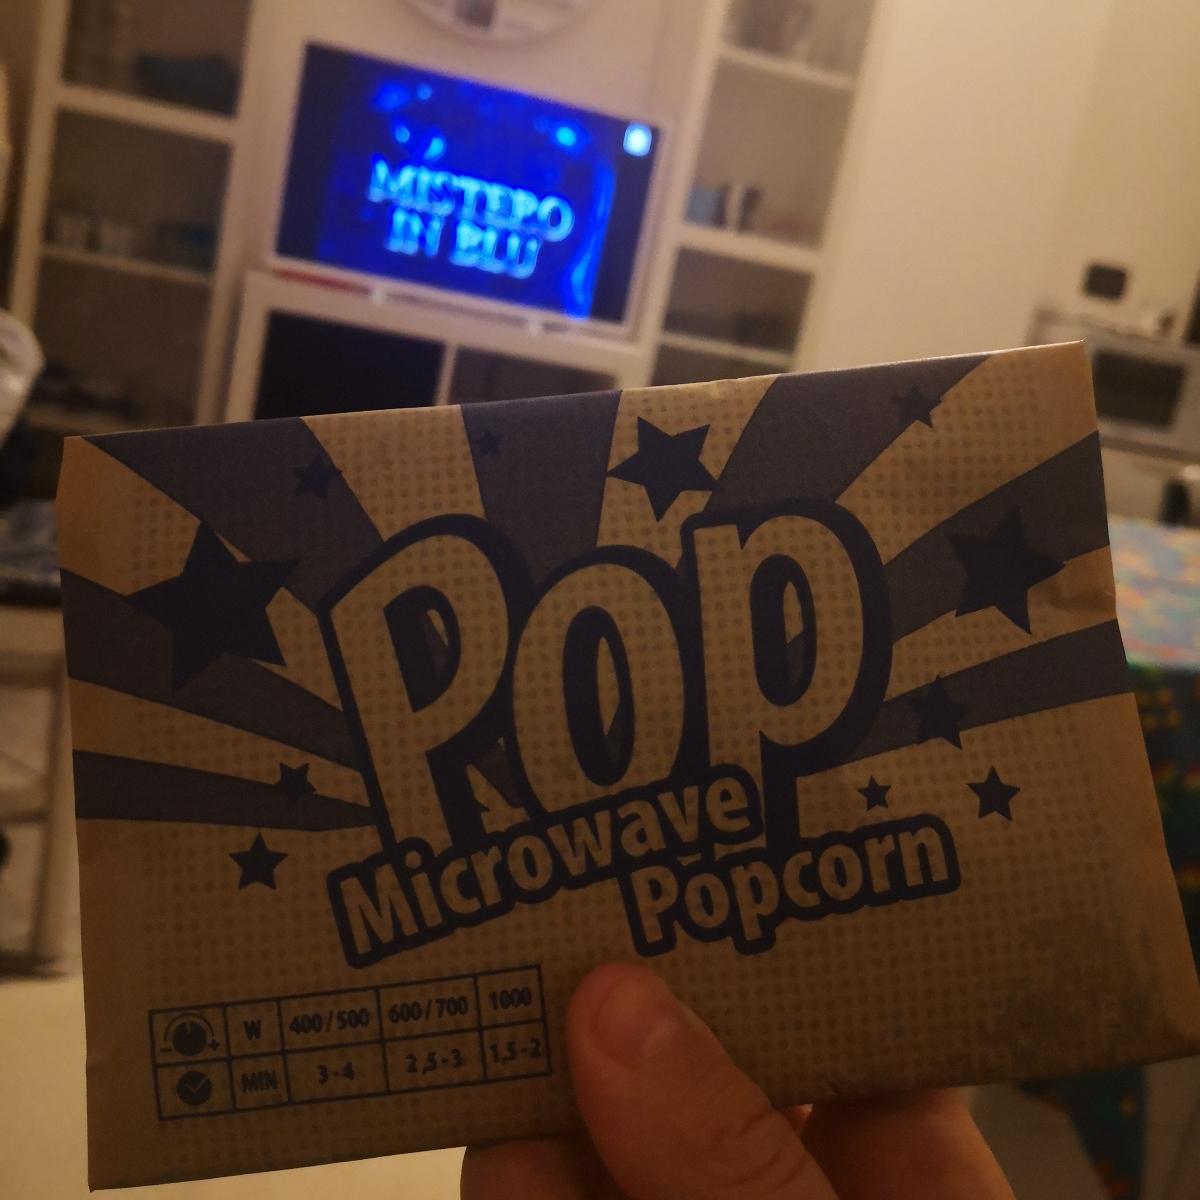 MISTERO
IN BLU
Pop
Microwave
Popcorn
W 400/500 600/700 1000
MIN 3-4 2,5-3 1,5-2